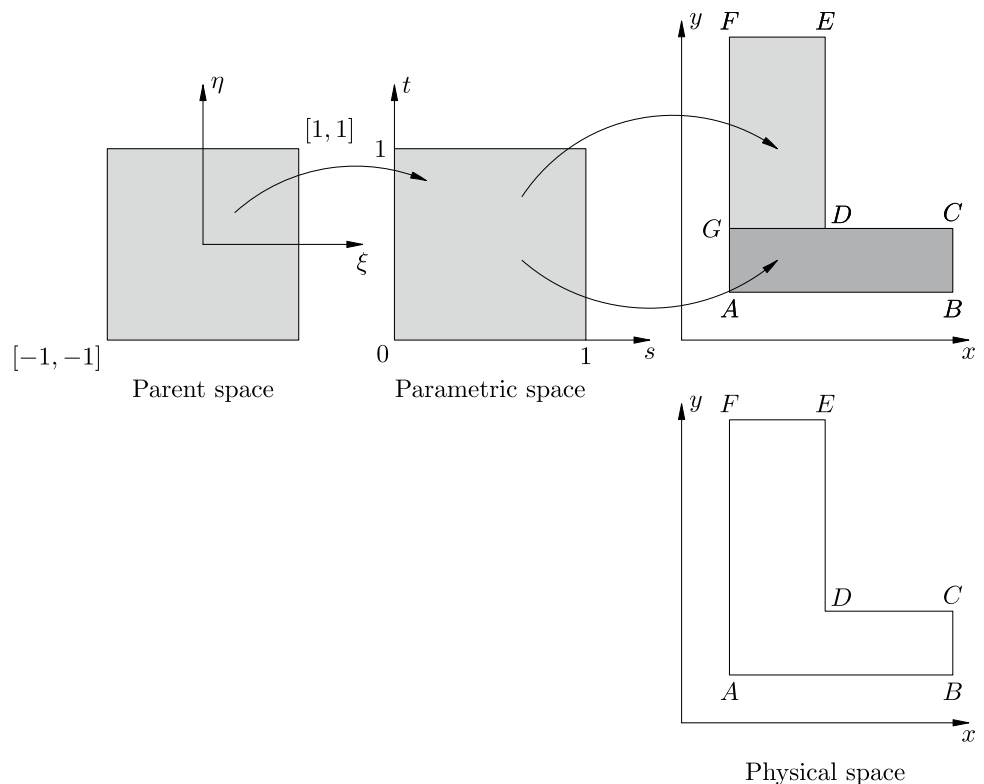 η
[1, 1]
ξ
[−1, −1]
Parent space
t
1
0
1
s
Parametric space
y
F
E
G
D
C
A
B
x
y
F
E
D
C
A
B
x
Physical space